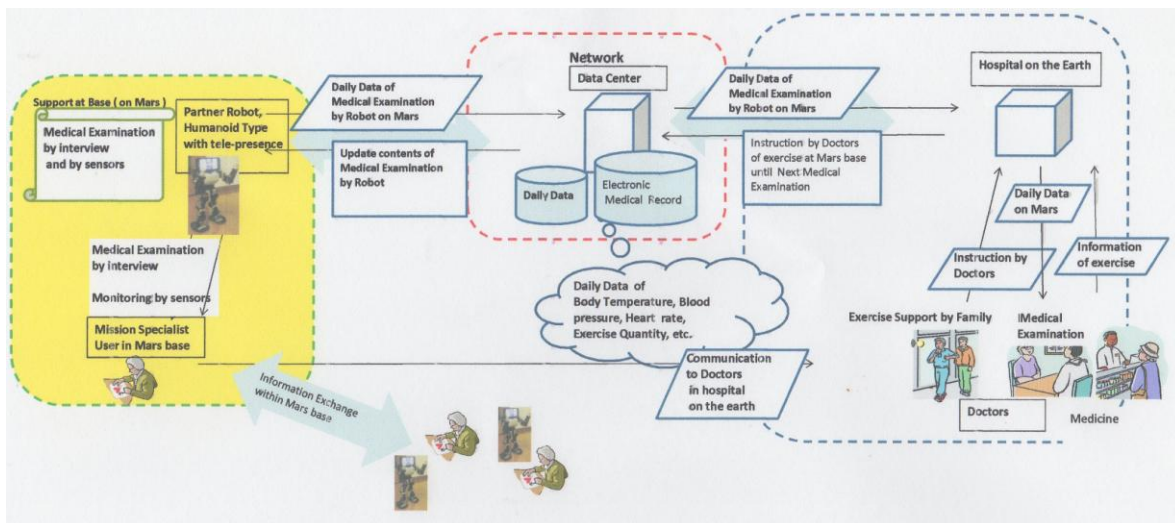 Support at Base ( on Mars )
Medical Examination
by interview
and by sensors
Partner Robot,
Humanoid Type
with tele-presence
Medical Examination
by interview
Monitoring by sensors
Mission Specialist
User in Mars base
Daily Data of
Medical Examination
by Robot on Mars
Update contents of
Medical Examination
by Robot
Network
Data Center
Daily Data
Electronic
Medical Record
Daily Data of
Medical Examination
by Robot on Mars
Instruction by Doctors
of exercise at Mars base
until Next Medical
Examination
Hospital on the Earth
Daily Data
on Mars
Instruction by
Doctors
Information
of exercise
Daily Data of
Body Temperature, Blood
pressure, Heart rate,
Exercise Quantity, etc.
Exercise Support by Family
Medical
Examination
Communication
to Doctors
in hospital
on the earth
Doctors
Medicine
Information Exchange
within Mars base